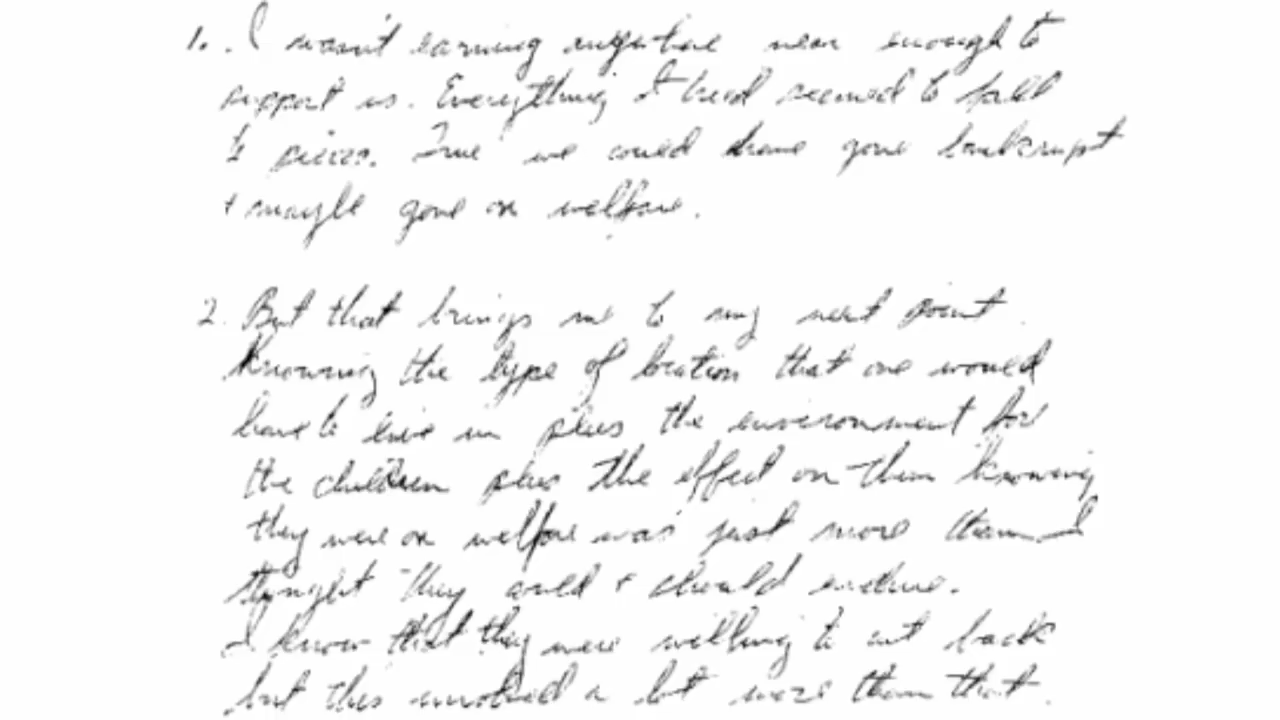 1. I wasn't earning anywhere near enough to
support us. Everything I tried seemed to fall
to pieces. True we could have gone bankrupt
+ maybe gone on welfare.
2. But that brings me to my next point.
Knowing the type of location that one would
have to live in plus the environment for
the children plus the effect on them knowing
they were on welfare was just more than I
thought they could + should endure.
I know that they were willing to cut back
but this involved a lot more than that.